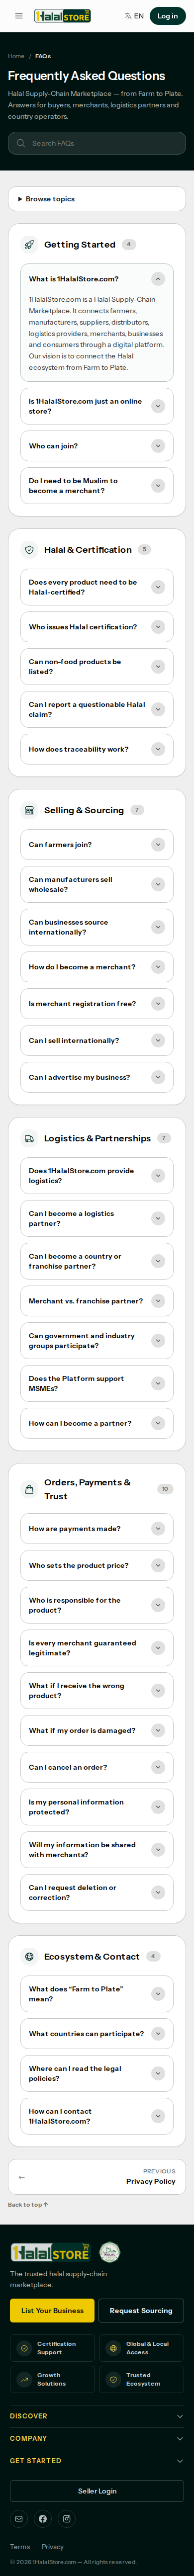 HalalSTORE
EN
Log in
Home / FAQs
Frequently Asked Questions
Halal Supply-Chain Marketplace — from Farm to Plate.
Answers for buyers, merchants, logistics partners and
country operators.
Search FAQs
Browse topics
Getting Started 4
What is 1HalalStore.com?
1HalalStore.com is a Halal Supply-Chain
Marketplace. It connects farmers,
manufacturers, suppliers, distributors,
logistics providers, merchants, businesses
and consumers through a digital platform.
Our vision is to connect the Halal
ecosystem from Farm to Plate.
Is 1HalalStore.com just an online
store?
Who can join?
Do I need to be Muslim to
become a merchant?
Halal & Certification 5
Does every product need to be
Halal-certified?
Who issues Halal certification?
Can non-food products be
listed?
Can I report a questionable Halal
claim?
How does traceability work?
Selling & Sourcing 7
Can farmers join?
Can manufacturers sell
wholesale?
Can businesses source
internationally?
How do I become a merchant?
Is merchant registration free?
Can I sell internationally?
Can I advertise my business?
Logistics & Partnerships 7
Does 1HalalStore.com provide
logistics?
Can I become a logistics
partner?
Can I become a country or
franchise partner?
Merchant vs. franchise partner?
Can government and industry
groups participate?
Does the Platform support
MSMEs?
How can I become a partner?
Orders, Payments &
Trust
10
How are payments made?
Who sets the product price?
Who is responsible for the
product?
Is every merchant guaranteed
legitimate?
What if I receive the wrong
product?
What if my order is damaged?
Can I cancel an order?
Is my personal information
protected?
Will my information be shared
with merchants?
Can I request deletion or
correction?
Ecosystem & Contact 4
What does “Farm to Plate”
mean?
What countries can participate?
Where can I read the legal
policies?
How can I contact
1HalalStore.com?
←
PREVIOUS
Privacy Policy
Back to top ↑
HalalSTORE
The trusted halal supply-chain
marketplace.
List Your Business
Request Sourcing
Certification
Support
Global & Local
Access
Growth
Solutions
Trusted
Ecosystem
DISCOVER
COMPANY
GET STARTED
Seller Login
Terms Privacy
© 2026 1HalalStore.com — All rights reserved.